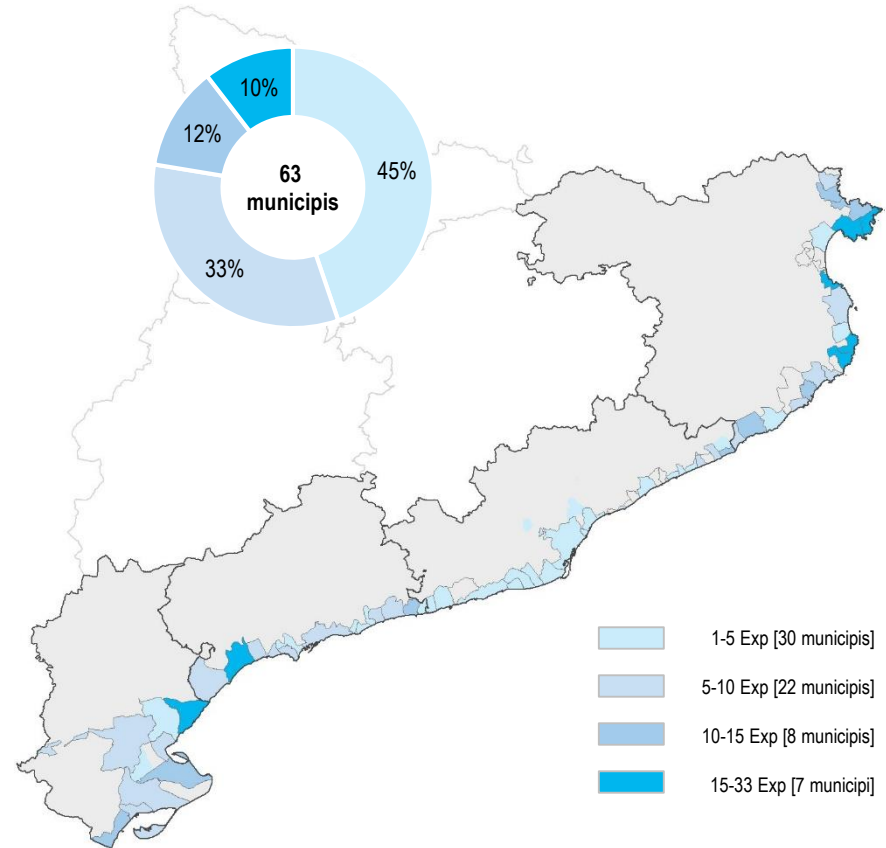 10%
12%
45%
63
municipis
33%
1-5 Exp [30 municipis]
5-10 Exp [22 municipis]
10-15 Exp [8 municipis]
15-33 Exp [7 municipi]